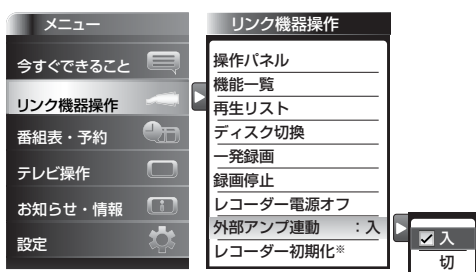 メニュー
今すぐできること
リンク機器操作
番組表・予約
テレビ操作
お知らせ・情報
設定
リンク機器操作
操作パネル
機能一覧
再生リスト
ディスク切換
一発録画
録画停止
レコーダー電源オフ
外部アンプ連動 ：入
レコーダー初期化※
入
切